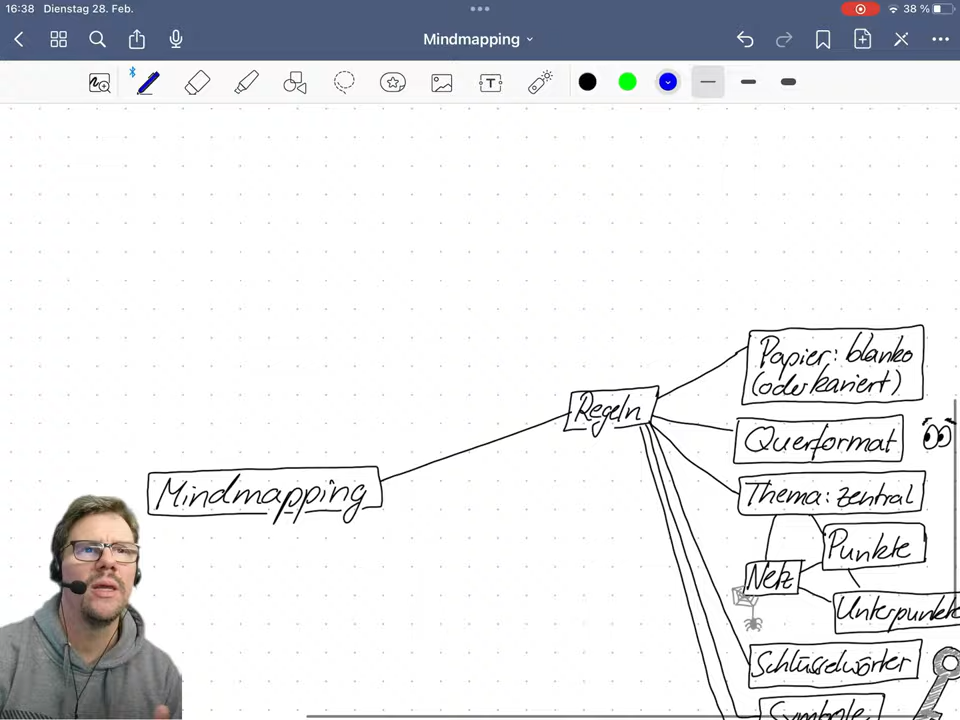 16:38 Dienstag 28. Feb.
38 %
Mindmapping
T
Papier: blanko
(oder kariert)
Regeln
Querformat
Mindmapping
Thema: zentral
Punkte
Netz
Unterpunkte
Schlüsselwörter
Symbole